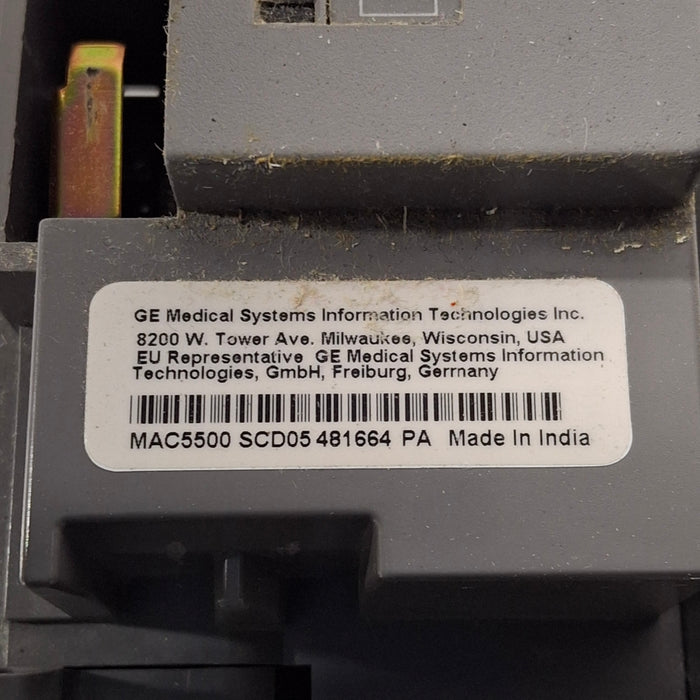 GE Medical Systems Information Technologies Inc.
8200 W. Tower Ave. Milwaukee, Wisconsin, USA
EU Representative GE Medical Systems Information
Technologies, GmbH, Freiburg, Germany
MAC5500 SCD05 481664 PA Made In India